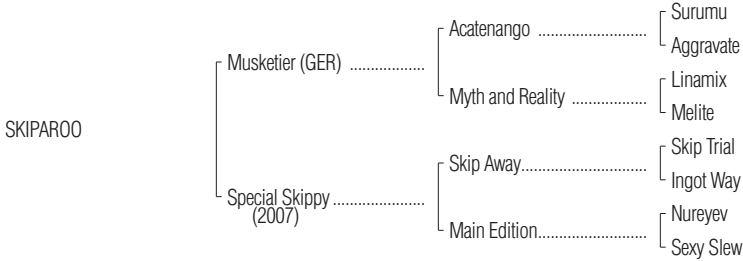 Surumu
Acatenango ..........................
Aggravate
Musketier (GER) ..................
Linamix
Myth and Reality ..................
Melite
SKIPAROO
Skip Trial
Skip Away..............................
Ingot Way
Special Skippy ......................
(2007)
Nureyev
Main Edition..........................
Sexy Slew